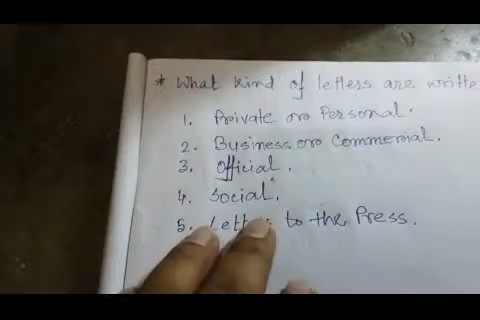 * What kind of letters are writte
1. Private or Personal.
2. Business or Commercial.
3. Official.
4. Social.
5. Letters to the Press.